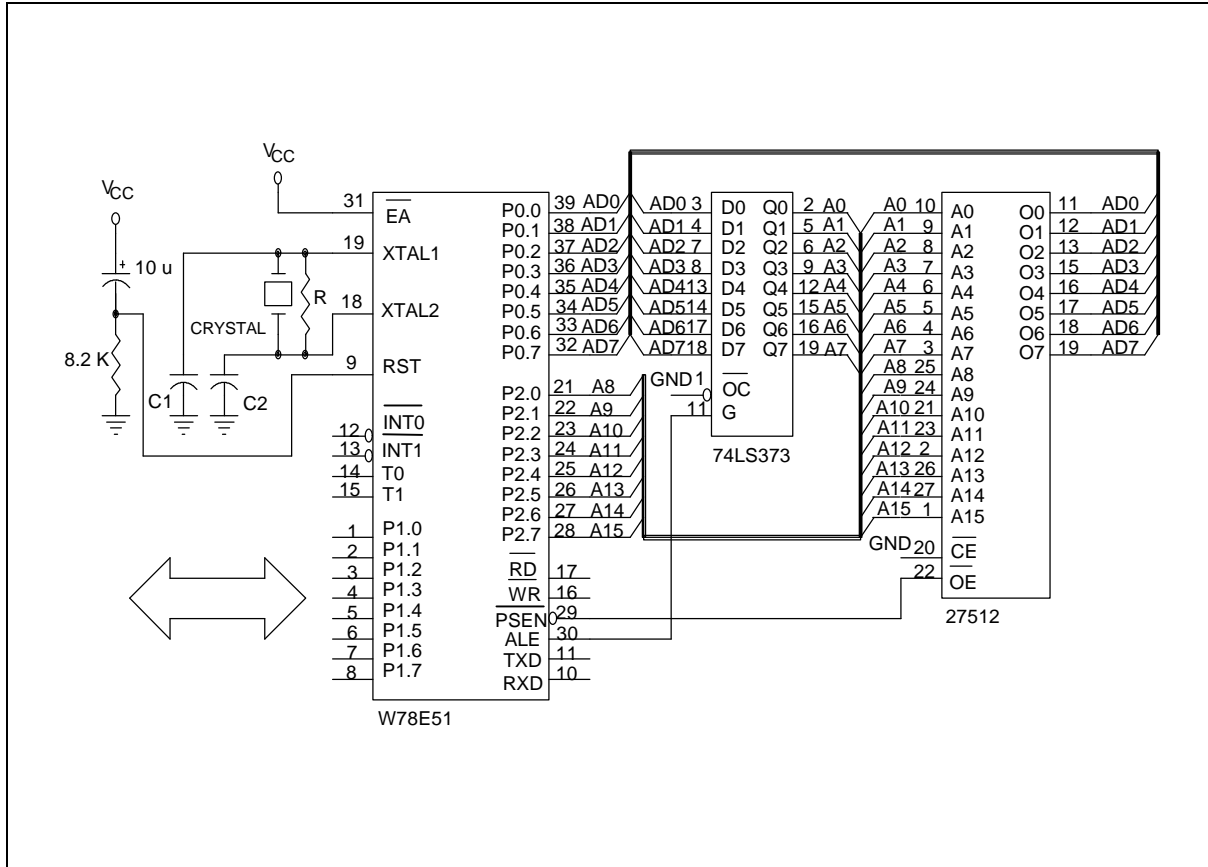 VCC
VCC
10 u
8.2 K
C1
C2
CRYSTAL
R
31 EA
19 XTAL1
18 XTAL2
9 RST
12 INT0
13 INT1
14 T0
15 T1
1 P1.0
2 P1.1
3 P1.2
4 P1.3
5 P1.4
6 P1.5
7 P1.6
8 P1.7
P0.0 39 AD0
P0.1 38 AD1
P0.2 37 AD2
P0.3 36 AD3
P0.4 35 AD4
P0.5 34 AD5
P0.6 33 AD6
P0.7 32 AD7
P2.0 21 A8
P2.1 22 A9
P2.2 23 A10
P2.3 24 A11
P2.4 25 A12
P2.5 26 A13
P2.6 27 A14
P2.7 28 A15
RD 17
WR 16
PSEN 29
ALE 30
TXD 11
RXD 10
W78E51
AD0 3 D0 Q0 2 A0
AD1 4 D1 Q1 5 A1
AD2 7 D2 Q2 6 A2
AD3 8 D3 Q3 9 A3
AD4 13 D4 Q4 12 A4
AD5 14 D5 Q5 15 A5
AD6 17 D6 Q6 16 A6
AD7 18 D7 Q7 19 A7
GND 1 OC
11 G
74LS373
A0 10 A0 O0 11 AD0
A1 9 A1 O1 12 AD1
A2 8 A2 O2 13 AD2
A3 7 A3 O3 15 AD3
A4 6 A4 O4 16 AD4
A5 5 A5 O5 17 AD5
A6 4 A6 O6 18 AD6
A7 3 A7 O7 19 AD7
A8 25 A8
A9 24 A9
A10 21 A10
A11 23 A11
A12 2 A12
A13 26 A13
A14 27 A14
A15 1 A15
GND 20 CE
22 OE
27512